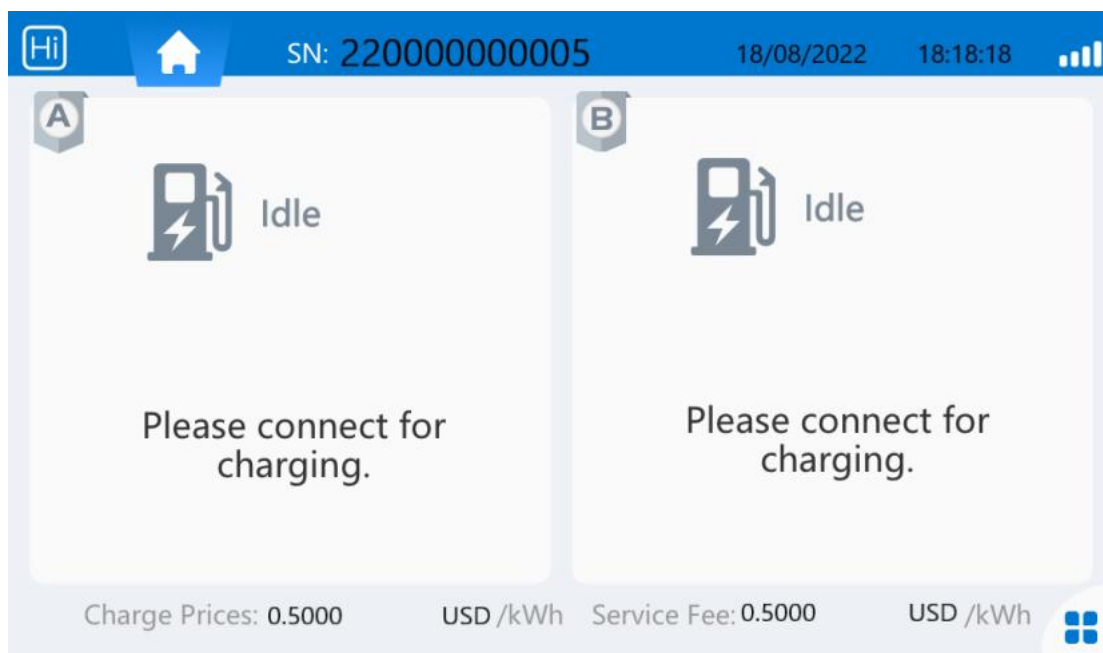 Hi
SN: 220000000005 18/08/2022 18:18:18
A
Idle
Please connect for
charging.
B
Idle
Please connect for
charging.
Charge Prices: 0.5000 USD /kWh Service Fee: 0.5000 USD /kWh